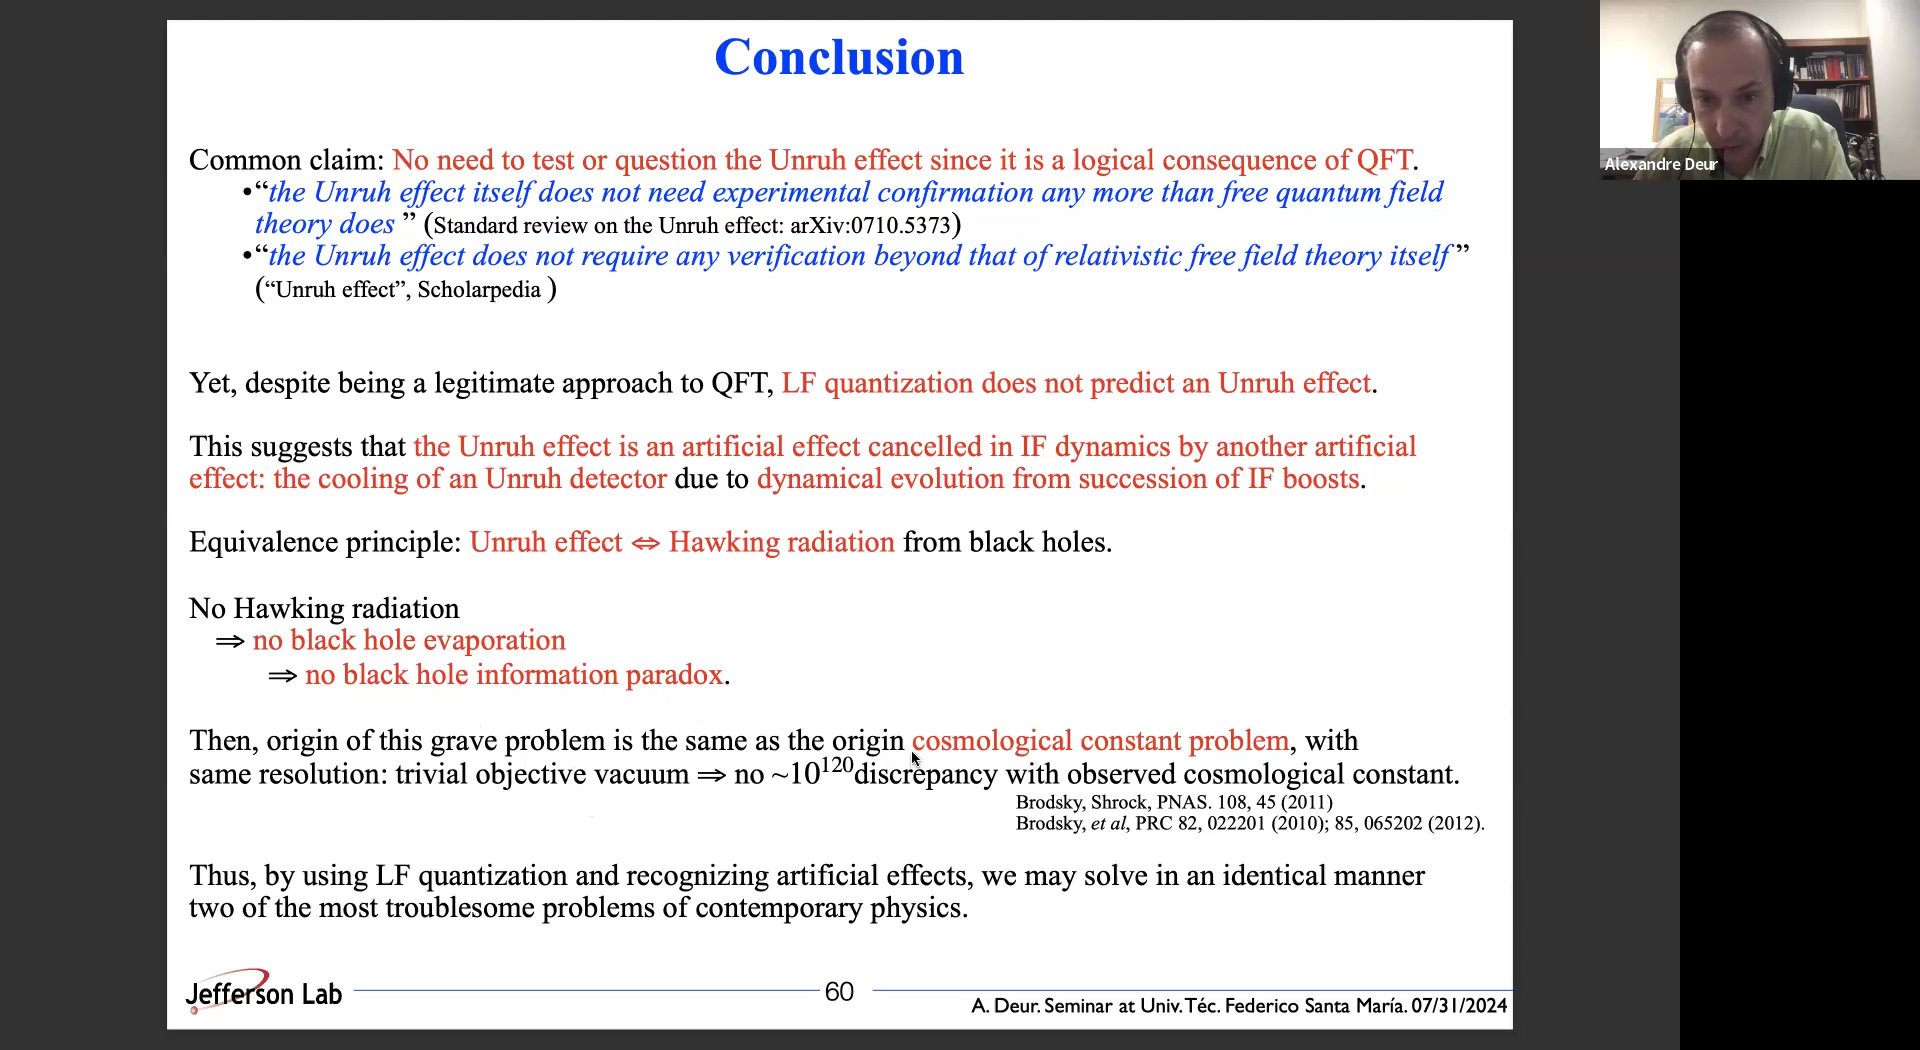 Conclusion
Alexandre Deur
Common claim: No need to test or question the Unruh effect since it is a logical consequence of QFT.
•“the Unruh effect itself does not need experimental confirmation any more than free quantum field
theory does ” (Standard review on the Unruh effect: arXiv:0710.5373)
•“the Unruh effect does not require any verification beyond that of relativistic free field theory itself”
(“Unruh effect”, Scholarpedia )
Yet, despite being a legitimate approach to QFT, LF quantization does not predict an Unruh effect.
This suggests that the Unruh effect is an artificial effect cancelled in IF dynamics by another artificial
effect: the cooling of an Unruh detector due to dynamical evolution from succession of IF boosts.
Equivalence principle: Unruh effect ⇔ Hawking radiation from black holes.
No Hawking radiation
⇒ no black hole evaporation
⇒ no black hole information paradox.
Then, origin of this grave problem is the same as the origin cosmological constant problem, with
same resolution: trivial objective vacuum ⇒ no ~10¹²⁰discrepancy with observed cosmological constant.
Brodsky, Shrock, PNAS. 108, 45 (2011)
Brodsky, et al, PRC 82, 022201 (2010); 85, 065202 (2012).
Thus, by using LF quantization and recognizing artificial effects, we may solve in an identical manner
two of the most troublesome problems of contemporary physics.
Jefferson Lab
60
A. Deur. Seminar at Univ. Téc. Federico Santa María. 07/31/2024